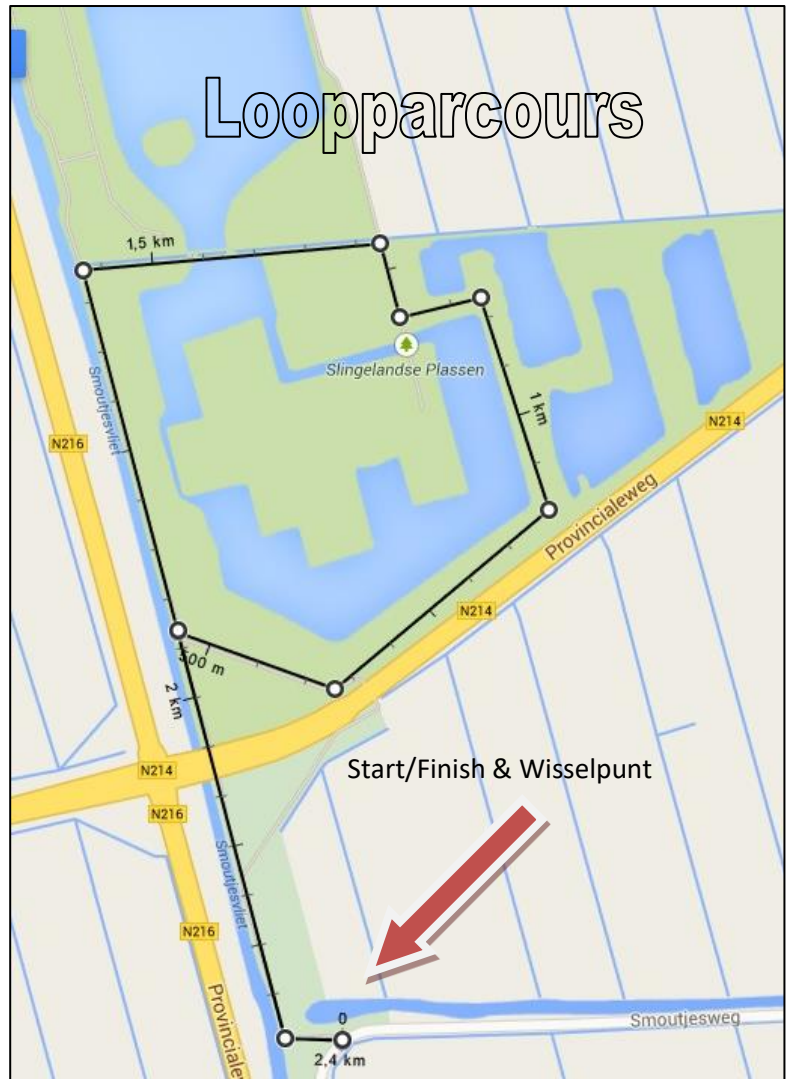 Loopparcours
1,5 km
Slingelandse Plassen
Smoutjesvliet
1 km
N214
N216
Provincialeweg
N214
500 m
2 km
Start/Finish & Wisselpunt
N214
N216
Smoutjesvliet
N216
Provinciale
0
Smoutjesweg
2,4 km